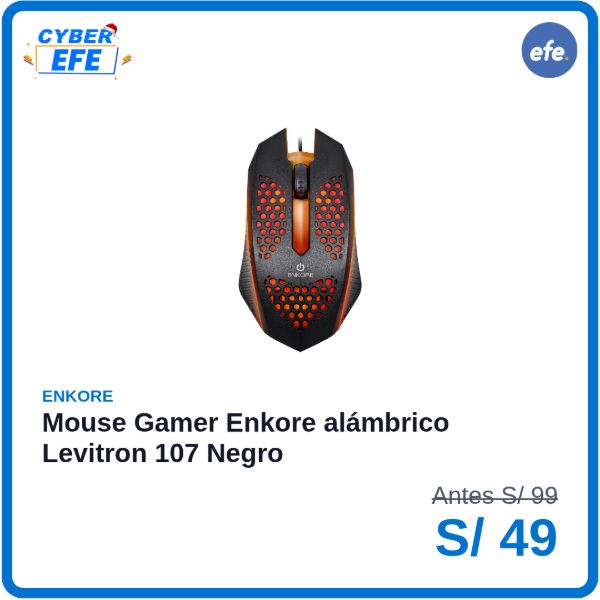 CYBER
EFE
efe.
ENKORE
ENKORE
Mouse Gamer Enkore alámbrico
Levitron 107 Negro
Antes S/ 99
S/ 49